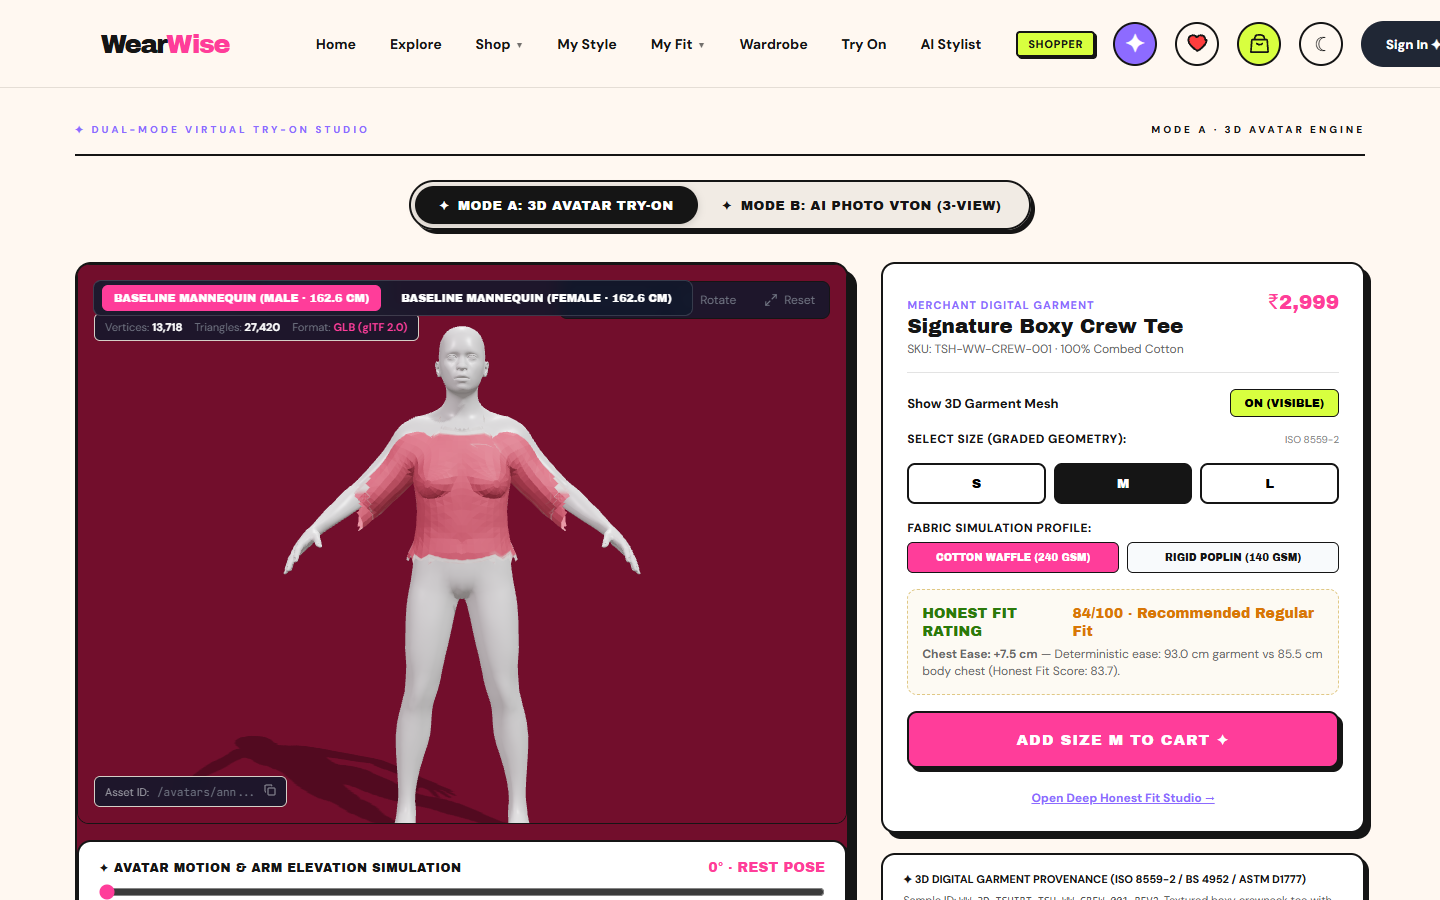 WearWise
Home Explore Shop ▼ My Style My Fit ▼ Wardrobe Try On AI Stylist SHOPPER Sign In ✦
✦ DUAL-MODE VIRTUAL TRY-ON STUDIO
MODE A · 3D AVATAR ENGINE
✦ MODE A: 3D AVATAR TRY-ON
✦ MODE B: AI PHOTO VTON (3-VIEW)
BASELINE MANNEQUIN (MALE · 162.6 CM)
BASELINE MANNEQUIN (FEMALE · 162.6 CM)
Rotate
Reset
Vertices: 13,718 Triangles: 27,420 Format: GLB (glTF 2.0)
Asset ID: /avatars/ann...
✦ AVATAR MOTION & ARM ELEVATION SIMULATION
0° · REST POSE
MERCHANT DIGITAL GARMENT
₹2,999
Signature Boxy Crew Tee
SKU: TSH-WW-CREW-001 · 100% Combed Cotton
Show 3D Garment Mesh
ON (VISIBLE)
SELECT SIZE (GRADED GEOMETRY):
ISO 8559-2
S
M
L
FABRIC SIMULATION PROFILE:
COTTON WAFFLE (240 GSM)
RIGID POPLIN (140 GSM)
HONEST FIT RATING
84/100 · Recommended Regular Fit
Chest Ease: +7.5 cm — Deterministic ease: 93.0 cm garment vs 85.5 cm
body chest (Honest Fit Score: 83.7).
ADD SIZE M TO CART ✦
Open Deep Honest Fit Studio →
✦ 3D DIGITAL GARMENT PROVENANCE (ISO 8559-2 / BS 4952 / ASTM D1777)